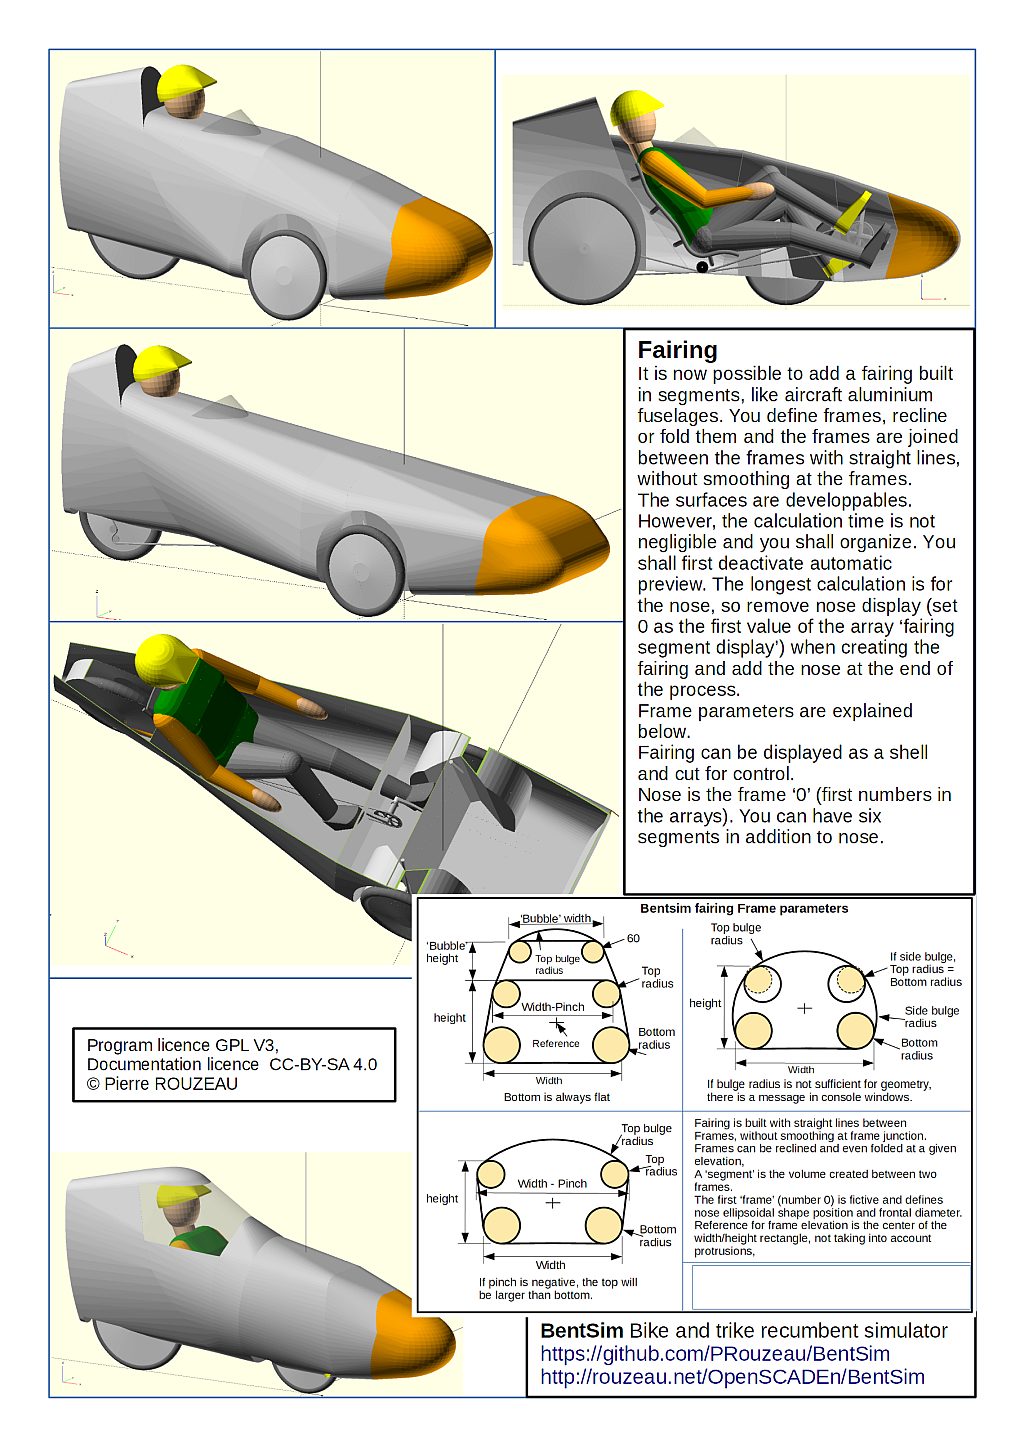 Fairing
It is now possible to add a fairing built
in segments, like aircraft aluminium
fuselages. You define frames, recline
or fold them and the frames are joined
between the frames with straight lines,
without smoothing at the frames.
The surfaces are developpables.
However, the calculation time is not
negligible and you shall organize. You
shall first deactivate automatic
preview. The longest calculation is for
the nose, so remove nose display (set
0 as the first value of the array ‘fairing
segment display’) when creating the
fairing and add the nose at the end of
the process.
Frame parameters are explained
below.
Fairing can be displayed as a shell
and cut for control.
Nose is the frame ‘0’ (first numbers in
the arrays). You can have six
segments in addition to nose.
Bentsim fairing Frame parameters
‘Bubble’ width
60
‘Bubble’
height
Top bulge
radius
Top
radius
Width-Pinch
height
Reference
Bottom
radius
Width
Bottom is always flat
Top bulge
radius
If side bulge,
Top radius =
Bottom radius
height
Side bulge
radius
Bottom
radius
Width
If bulge radius is not sufficient for geometry,
there is a message in console windows.
Top bulge
radius
Top
radius
Width - Pinch
height
Bottom
radius
Width
If pinch is negative, the top will
be larger than bottom.
Fairing is built with straight lines between
Frames, without smoothing at frame junction.
Frames can be reclined and even folded at a given
elevation,
A ‘segment’ is the volume created between two
frames.
The first ‘frame’ (number 0) is fictive and defines
nose ellipsoidal shape position and frontal diameter.
Reference for frame elevation is the center of the
width/height rectangle, not taking into account
protrusions,
Program licence GPL V3,
Documentation licence  CC-BY-SA 4.0
© Pierre ROUZEAU
BentSim Bike and trike recumbent simulator
https://github.com/PRouzeau/BentSim
http://rouzeau.net/OpenSCADEn/BentSim